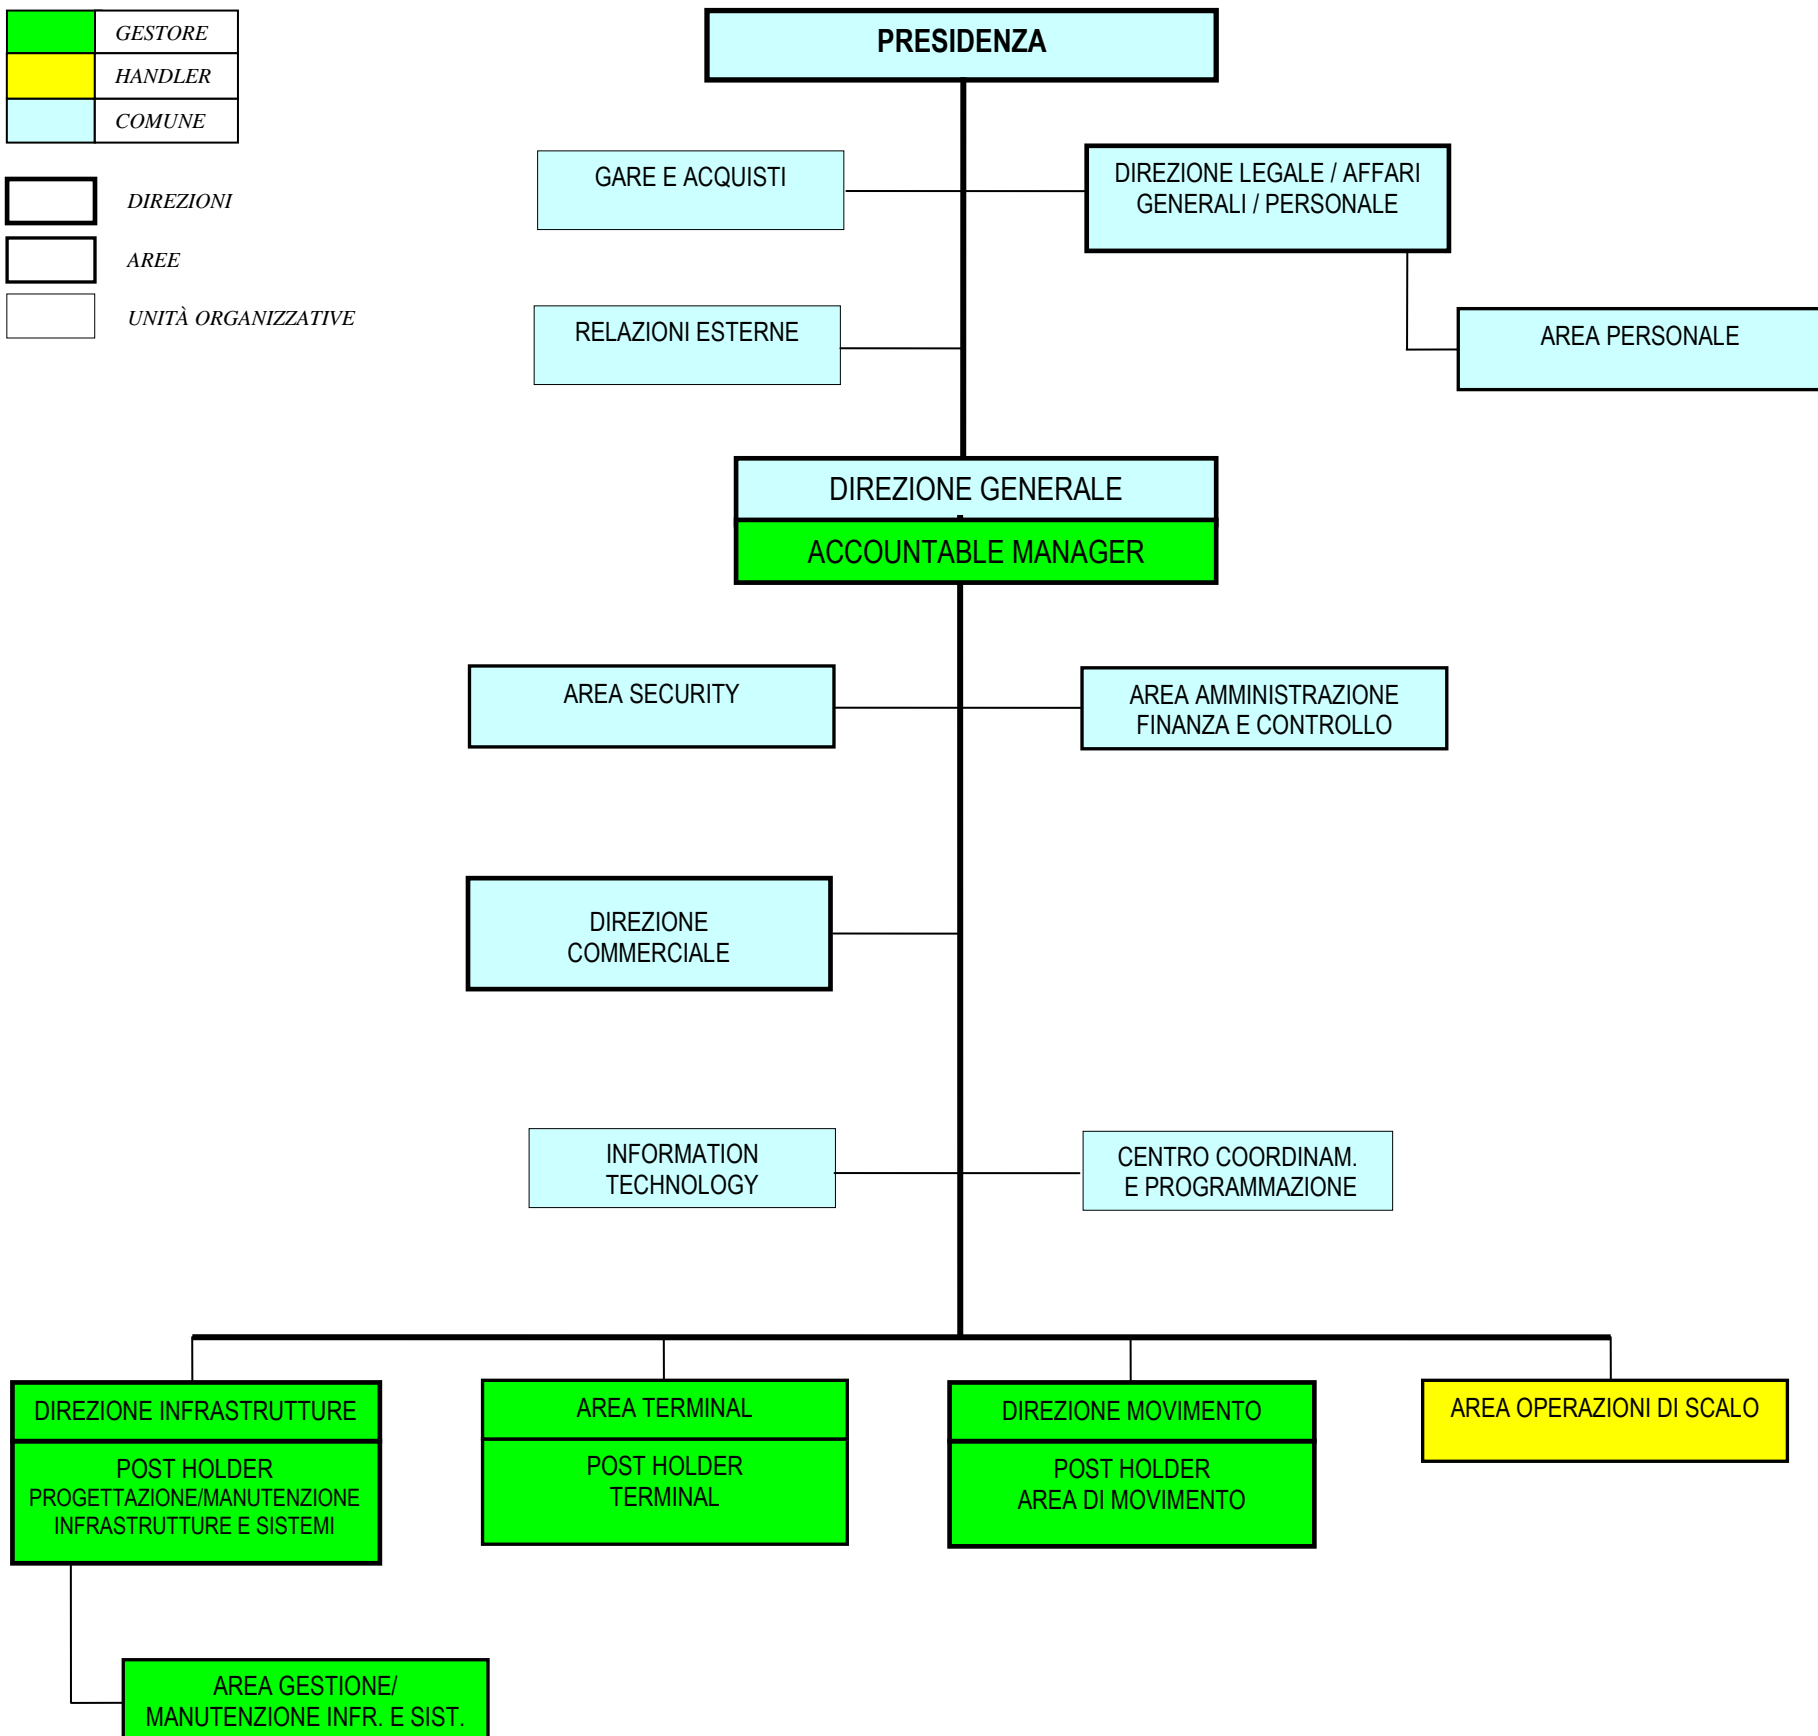 GESTORE
HANDLER
COMUNE
DIREZIONI
AREE
UNITÀ ORGANIZZATIVE
PRESIDENZA
GARE E ACQUISTI
DIREZIONE LEGALE / AFFARI
GENERALI / PERSONALE
RELAZIONI ESTERNE
AREA PERSONALE
DIREZIONE GENERALE
ACCOUNTABLE MANAGER
AREA SECURITY
AREA AMMINISTRAZIONE
FINANZA E CONTROLLO
DIREZIONE
COMMERCIALE
INFORMATION
TECHNOLOGY
CENTRO COORDINAM.
E PROGRAMMAZIONE
DIREZIONE INFRASTRUTTURE
POST HOLDER
PROGETTAZIONE/MANUTENZIONE
INFRASTRUTTURE E SISTEMI
AREA TERMINAL
POST HOLDER
TERMINAL
DIREZIONE MOVIMENTO
POST HOLDER
AREA DI MOVIMENTO
AREA OPERAZIONI DI SCALO
AREA GESTIONE/
MANUTENZIONE INFR. E SIST.